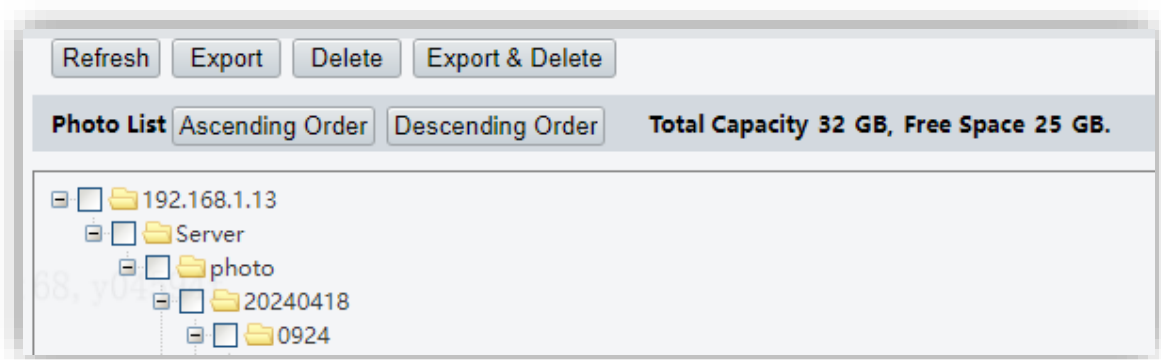 Refresh Export Delete Export & Delete
Photo List Ascending Order Descending Order Total Capacity 32 GB, Free Space 25 GB.
192.168.1.13
Server
photo
20240418
0924